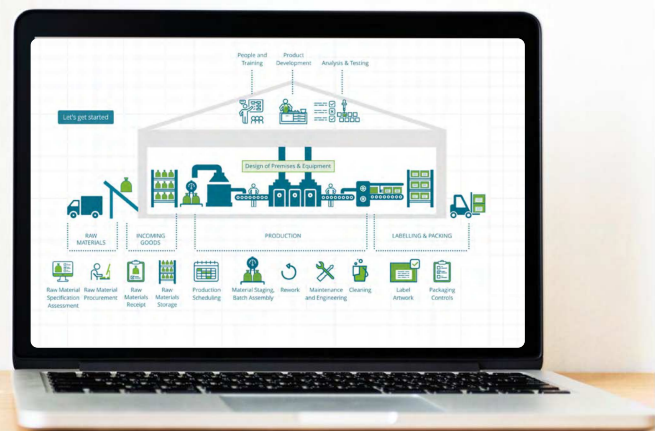 People and
Training
Product
Development
Analysis & Testing
Let's get started
Design of Premises & Equipment
RAW
MATERIALS
INCOMING
GOODS
PRODUCTION
LABELLING & PACKING
Raw Material
Specification
Assessment
Raw Material
Procurement
Raw
Materials
Receipt
Raw
Materials
Storage
Production
Scheduling
Material Staging,
Batch Assembly
Rework
Maintenance
and Engineering
Cleaning
Label
Artwork
Packaging
Controls